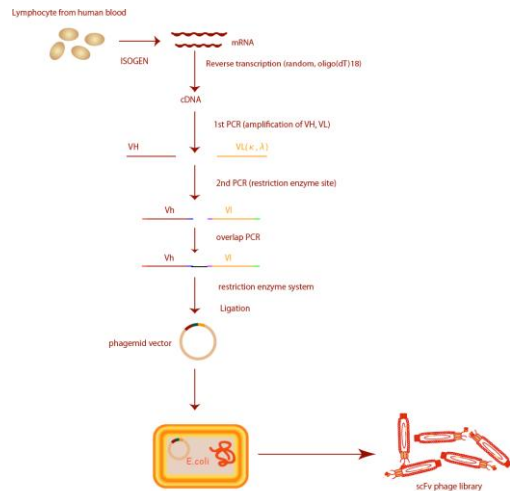 Lymphocyte from human blood
mRNA
ISOGEN
Reverse transcription (random, oligo(dT)18)
cDNA
1st PCR (amplification of VH, VL)
VH
VL(κ, λ)
2nd PCR (restriction enzyme site)
Vh
Vl
overlap PCR
Vh
Vl
restriction enzyme system
Ligation
phagemid vector
E.coli
scFv phage library